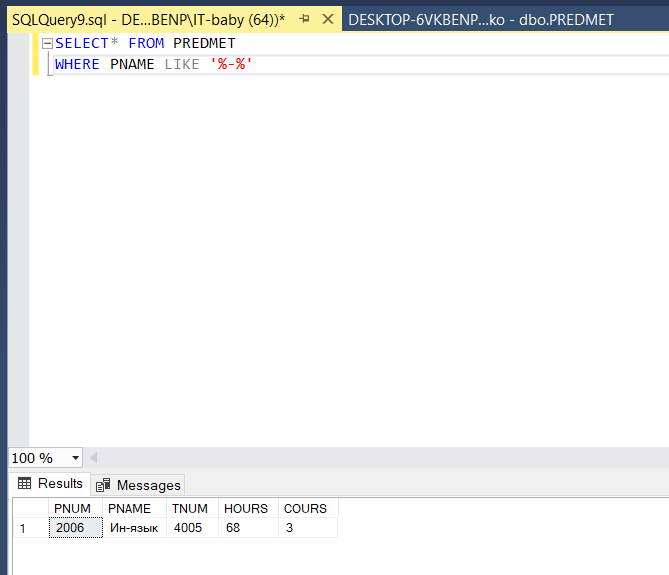 SQLQuery9.sql - DE...BENP\IT-baby (64))* DESKTOP-6VKBENP...ko - dbo.PREDMET
SELECT* FROM PREDMET
WHERE PNAME LIKE '%-%'
100 %
Results Messages
PNUM PNAME TNUM HOURS COURS
1 2006 Ин-язык 4005 68 3